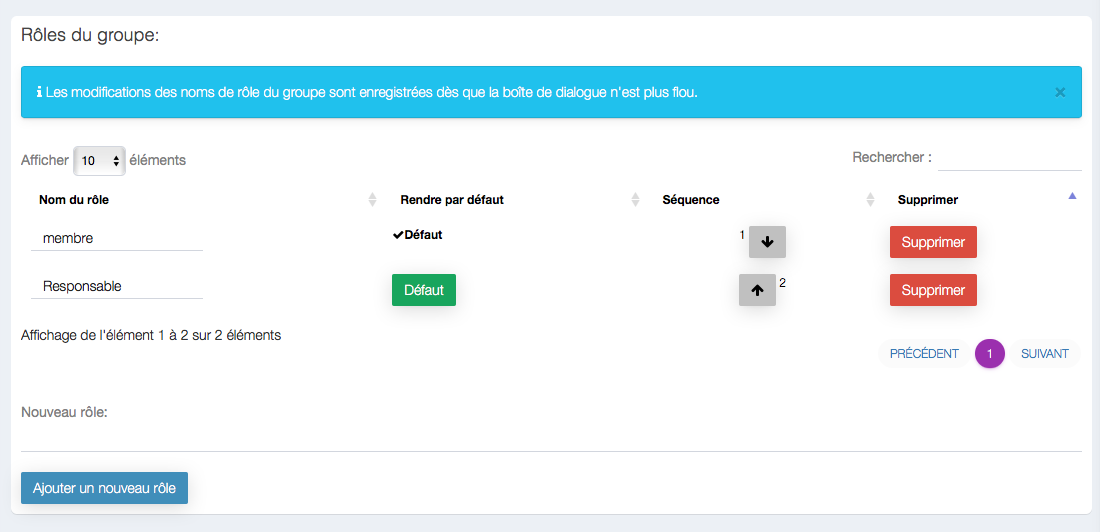 Rôles du groupe:
Les modifications des noms de rôle du groupe sont enregistrées dès que la boîte de dialogue n'est plus flou. ×
Afficher 10 éléments Rechercher :
Nom du rôle Rendre par défaut Séquence Supprimer
membre Défaut 1 Supprimer
Responsable Défaut 2 Supprimer
Affichage de l'élément 1 à 2 sur 2 éléments
PRÉCÉDENT 1 SUIVANT
Nouveau rôle:
Ajouter un nouveau rôle